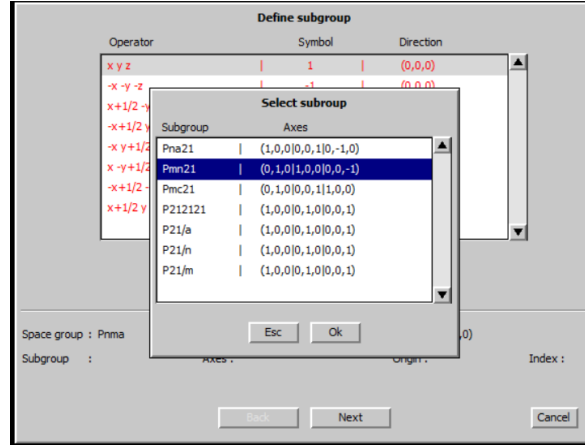 Define subgroup
Operator Symbol Direction
x y z | 1 | (0,0,0)
-x -y -z | -1 | (0,0,0)
x+1/2 -y
-x+1/2 y
-x y+1/2
x -y+1/2
-x+1/2 -
x+1/2 y
Select subroup
Subgroup Axes
Pna21 | (1,0,0|0,0,1|0,-1,0)
Pmn21 | (0,1,0|1,0,0|0,0,-1)
Pmc21 | (0,1,0|0,0,1|1,0,0)
P212121 | (1,0,0|0,1,0|0,0,1)
P21/a | (1,0,0|0,1,0|0,0,1)
P21/n | (1,0,0|0,1,0|0,0,1)
P21/m | (1,0,0|0,1,0|0,0,1)
Esc Ok
Space group : Pnma ,0)
Subgroup : Axes : Origin : Index :
Back Next Cancel